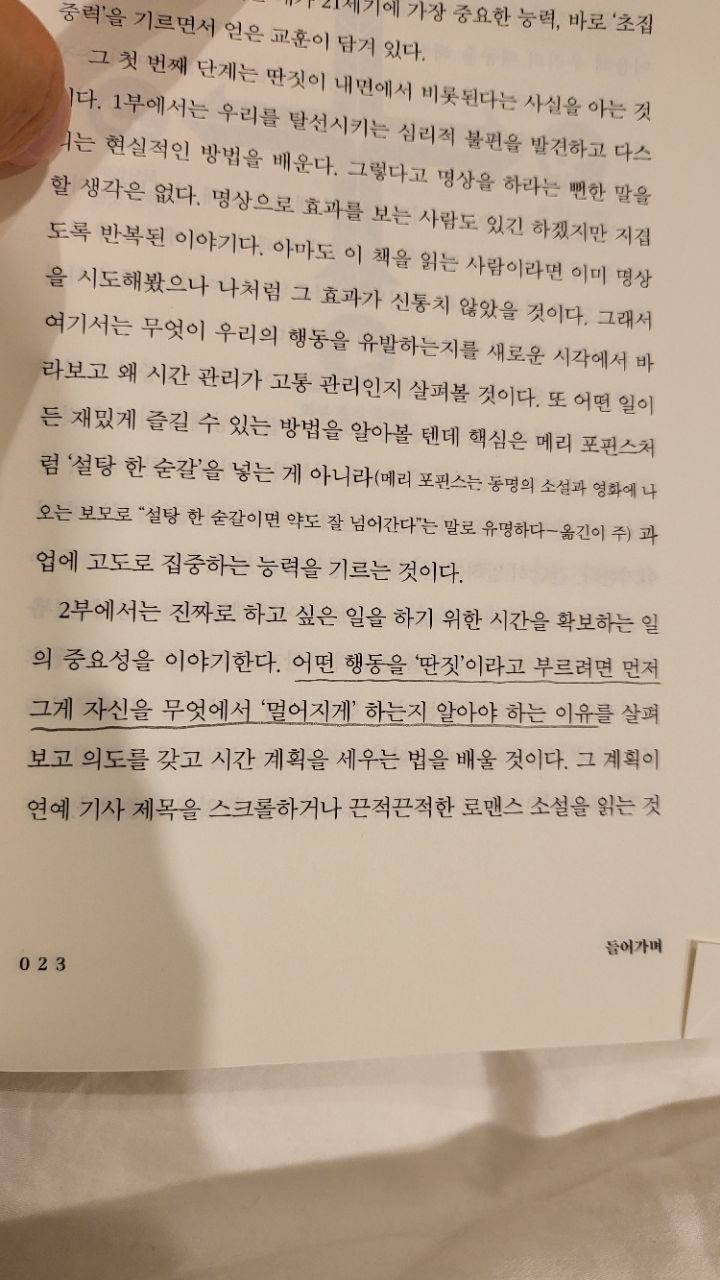 21세기에 가장 중요한 능력, 바로 ‘초집
중력’을 기르면서 얻은 교훈이 담겨 있다.
그 첫 번째 단계는 딴짓이 내면에서 비롯된다는 사실을 아는 것
이다. 1부에서는 우리를 탈선시키는 심리적 불편을 발견하고 다스
리는 현실적인 방법을 배운다. 그렇다고 명상을 하라는 뻔한 말을
할 생각은 없다. 명상으로 효과를 보는 사람도 있긴 하겠지만 지겹
도록 반복된 이야기다. 아마도 이 책을 읽는 사람이라면 이미 명상
을 시도해봤으나 나처럼 그 효과가 신통치 않았을 것이다. 그래서
여기서는 무엇이 우리의 행동을 유발하는지를 새로운 시각에서 바
라보고 왜 시간 관리가 고통 관리인지 살펴볼 것이다. 또 어떤 일이
든 재밌게 즐길 수 있는 방법을 알아볼 텐데 핵심은 메리 포핀스처
럼 ‘설탕 한 숟갈’을 넣는 게 아니라(메리 포핀스는 동명의 소설과 영화에 나
오는 보모로 “설탕 한 숟갈이면 약도 잘 넘어간다”는 말로 유명하다–옮긴이 주) 과
업에 고도로 집중하는 능력을 기르는 것이다.
2부에서는 진짜로 하고 싶은 일을 하기 위한 시간을 확보하는 일
의 중요성을 이야기한다. 어떤 행동을 ‘딴짓’이라고 부르려면 먼저
그게 자신을 무엇에서 ‘멀어지게’ 하는지 알아야 하는 이유를 살펴
보고 의도를 갖고 시간 계획을 세우는 법을 배울 것이다. 그 계획이
연예 기사 제목을 스크롤하거나 끈적끈적한 로맨스 소설을 읽는 것
023
들어가며